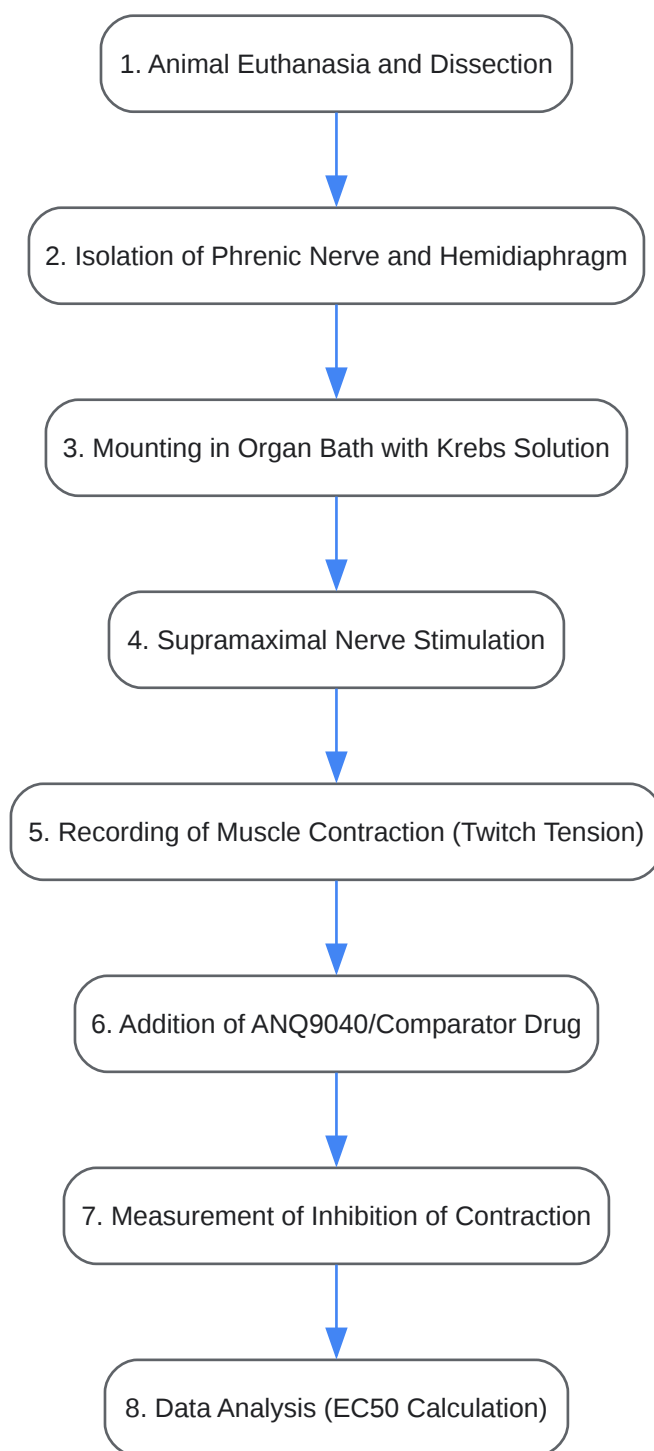 1. Animal Euthanasia and Dissection
2. Isolation of Phrenic Nerve and Hemidiaphragm
3. Mounting in Organ Bath with Krebs Solution
4. Supramaximal Nerve Stimulation
5. Recording of Muscle Contraction (Twitch Tension)
6. Addition of ANQ9040/Comparator Drug
7. Measurement of Inhibition of Contraction
8. Data Analysis (EC50 Calculation)